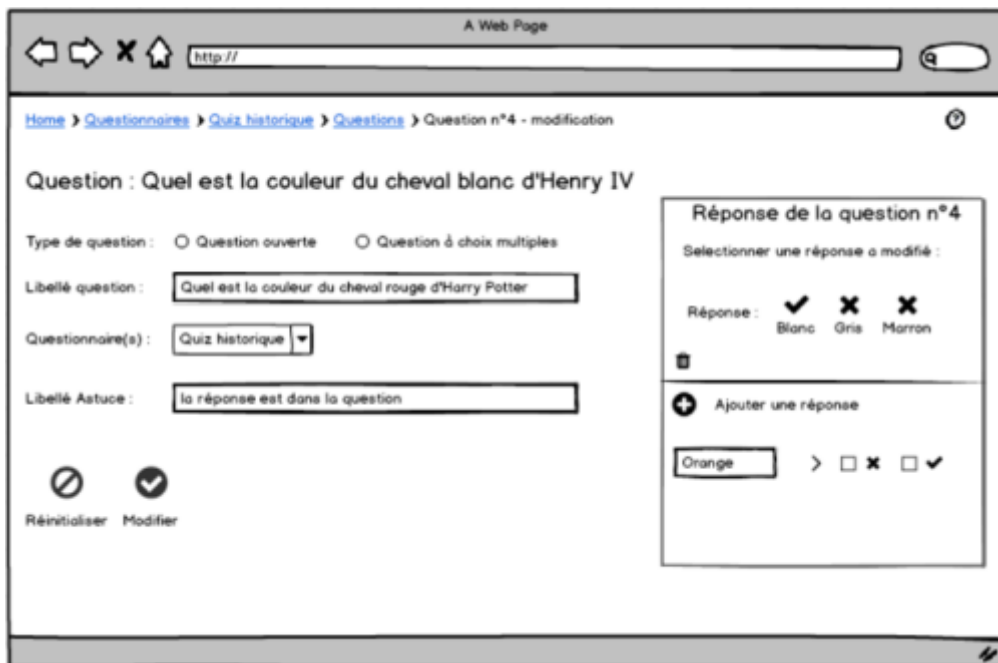 A Web Page
http://
Home > Questionnaires > Quiz historique > Questions > Question n°4 - modification
Question : Quel est la couleur du cheval blanc d'Henry IV
Type de question : Question ouverte Question à choix multiples
Libellé question : Quel est la couleur du cheval rouge d'Harry Potter
Questionnaire(s) : Quiz historique
Libellé Astuce : la réponse est dans la question
Réinitialiser Modifier
Réponse de la question n°4
Selectionner une réponse a modifié :
Réponse : Blanc Gris Marron
Ajouter une réponse
Orange >